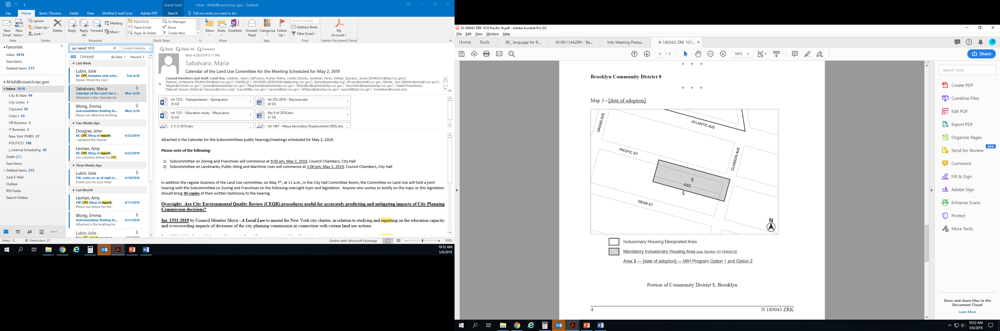 Search Tools
Inbox - AHuh@council.nyc.gov - Outlook
File Home Send / Receive Folder View McAfee E-mail Scan Adobe PDF Search Tell me what you want to do...
New Email
New Items
Ignore
Clean Up
Junk
Delete
Reply
Reply All
Forward
Meeting
More
POLITICO
Team Email
Reply & Delete
To Manager
Done
Create New
Move
Rules
OneNote
Unread/ Read
Categorize
Follow Up
Search People
Address Book
Filter Email
My Account
New Delete Respond Quick Steps Move Tags Find Adobe Document Cloud
Favorites
Inbox 3616
Sent Items
Deleted Items 275
AHuh@council.nyc.gov
Inbox 3616
City & State 94
City Limits 1
CityLand 39
Crain's 43
HR Business 5
IT Business 2
New York YIMBY 27
POLITICO 198
z_Internal Scheduling 10
Drafts [21]
Sent Items
Deleted Items 275
Junk E-Mail
Outbox
RSS Feeds
Search Folders
cpc report 1010
Current Mailbox
All Unread By Date Newest
Last Week
Lubin, Julie
RE: CPC tentative vote sche... Tue 4/30
Emma I think the one I
Sabalvaro, Maria
Calendar of the Land Use C... Mon 4/29
Attached is the Calendar for
Wong, Emma
Subcommittees Briefing fo... Mon 4/29
Please see attached briefing
Two Weeks Ago
Douglas, John
RE: CPC filing of reports 4/22/2019
I updated the tracker.
Levitan, Amy
RE: CPC filing of reports 4/22/2019
See schedule below for CPC
Three Weeks Ago
Lubin, Julie
FW: notes on as of right b... 4/19/2019
Thank you for your help!
Last Month
Levitan, Amy
FW: CPC filing of reports 4/11/2019
Please see below for the
Wong, Emma
Subcommittees Briefing fo... 4/11/2019
Attached is the briefing for
Lubin, Julie
FW: CPC report question 4/10/2019
Reply Reply All Forward
Mon 4/29/2019 5:17 PM
Sabalvaro, Maria
Calendar of the Land Use Committee for the Meeting Scheduled for May 2, 2019
Council Members and Staff; Land Use; Goldman, Jason; DelFranco, Ruthie; Molina, Ivette; Ettricks, Jonathan; Perez, Rafael; 'Sparacio, Janice (SPARACIJ@hpd.nyc.gov)';
To 'Pearson, Arttimeche (PEARSONA@hpd.nyc.gov)'; 'DANIELLE J. DECERBO (DDECERBO@planning.nyc.gov)'; 'jbond@queensbp.org'; JPLupo@cityhall.nyc.gov; 'Kletter, Joni (JKletter@cityhall.nyc.gov)';
'Atigani@cityhall.nyc.gov'; 'jcaras@manhattanbp.nyc.gov'; 'EBaptiste@manhattanbp.nyc.gov'; 'MSandler@manhattanbp.nyc.gov'; 'LReynolds@manhattanbp.nyc.gov'; 'Joseph Rosenberg';
'Deborah Vaccaro (Deborah.Vaccaro@archny.org)'; 'scarroll@lpc.nyc.gov'; 'careym@hpd.nyc.gov'; 'AFabre@planning.nyc.gov'; 'quartd@hpd.nyc.gov'; 'trachelson@nycsca.org';
Int 1523 - Transportation - Gjonaj.docx
29 KB
Int 252-2018 - Reynoso.doc
40 KB
Int 1531 - Education study - Moya.docx
26 KB
Res 9 of 2018.doc
47 KB
C 5-2-2019.doc
Int 1487 - Moya Secondary Displacement (003).doc
Attached is the Calendar for the Subcommittees public hearings/meetings scheduled for May 2, 2019.
Please note of the following:
1) Subcommittee on Zoning and Franchises will commence at 9:30 am, May 2, 2019, Council Chambers, City Hall
2) Subcommittee on Landmarks, Public Siting and Maritime Uses will commence at 1:00 pm, May 2, 2019, Council Chambers, City Hall
In addition the regular business of the Land Use committee, on May 7th, at 11 a.m., in the City Hall Committee Room, the Committee on Land Use will hold a joint
hearing with the Subcommittee on Zoning and Franchises on the following oversight topic and legislation. Anyone who wishes to testify on this topic or this legislation
should bring 30 copies of their written testimony to the hearing.
Oversight: Are City Environmental Quality Review (CEQR) procedures useful for accurately predicting and mitigating impacts of City Planning
Commission decisions?
Int. 1531-2019 by Council Member Moya - A Local Law to amend the New York city charter, in relation to studying and reporting on the education capacity
and overcrowding impacts of decisions of the city planning commission in connection with certain land use actions
Items: 12 Reminders: 27
Online with: Microsoft Exchange
100%
10:52 AM
5/6/2019
N 180043 ZRK 1010 Pacific St.pdf - Adobe Acrobat Pro DC
File Edit View Window Help
Home Tools RE_ language for R... N190114AZRR - Ba... Info Meeting Packa... N 180043 ZRK 101... ×
4 / 5 100% Share
* * *
Brooklyn Community District 8
* * *
Map 3 - [date of adoption]
GRAND AVE
ATLANTIC AVE
PACIFIC ST
CLASSON AVE
3
440
DEAN ST
N
Inclusionary Housing Designated Area
Mandatory Inclusionary Housing Area (see Section 23-154(d)(3))
Area 3 — [date of adoption] — MIH Program Option 1 and Option 2
Portion of Community District 8, Brooklyn
4 N 180043 ZRK
Search tools
Create PDF
Combine Files
Edit PDF
Export PDF
Organize Pages
NEW
Send for Review
Comment
Fill & Sign
Adobe Sign
Enhance Scans
Protect
More Tools
Store and share files in the
Document Cloud
Learn More
10:52 AM
5/6/2019